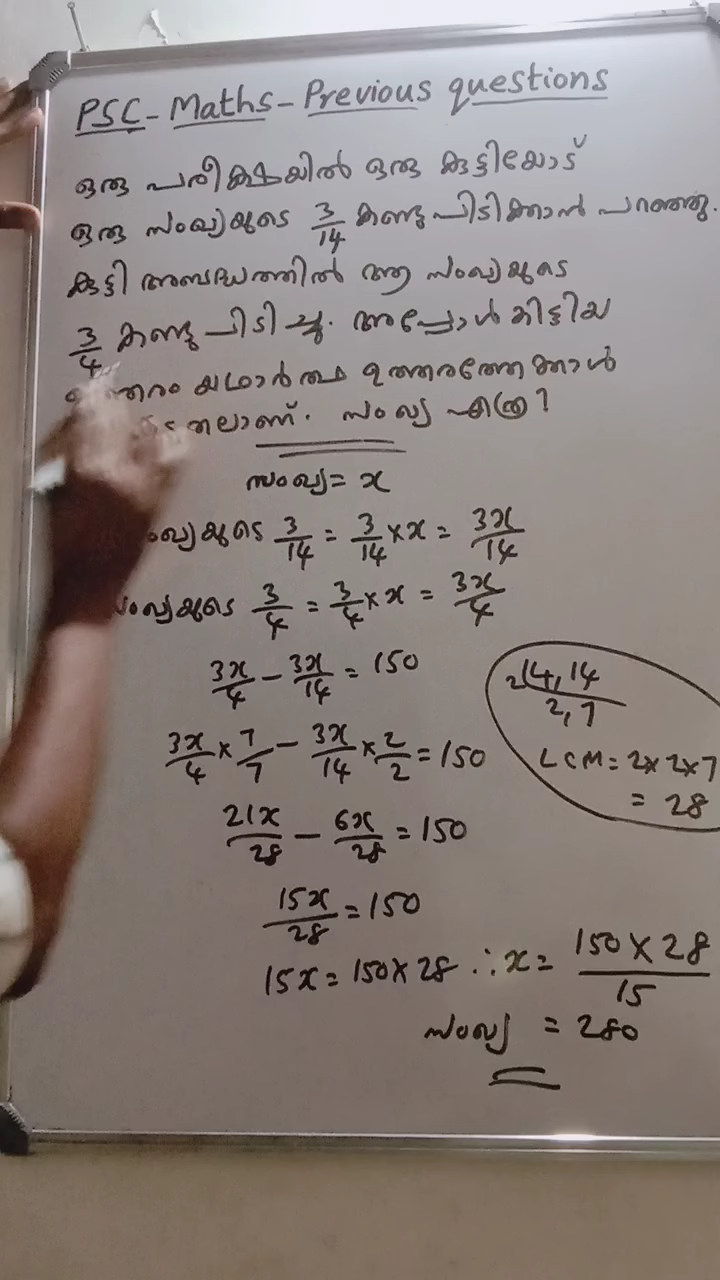 PSC - Maths - Previous questions
ഒരു പരീക്ഷയിൽ ഒരു കുട്ടിയോട്
ഒരു സംഖ്യയുടെ 3/14 കണ്ടുപിടിക്കാൻ പറഞ്ഞു.
കുട്ടി അബദ്ധത്തിൽ ആ സംഖ്യയുടെ
3/4 കണ്ടുപിടിച്ചു. അപ്പോൾ കിട്ടിയ
യഥാർത്ഥ ഉത്തരത്തേക്കാൾ
സംഖ്യ എത്ര?
സംഖ്യ = x
3/14 = 3/14 × x = 3x/14
3/4 = 3/4 × x = 3x/4
3x/4 - 3x/14 = 150
2 | 4, 14
2, 7
3x/4 × 7/7 - 3x/14 × 2/2 = 150
LCM = 2 × 2 × 7
= 28
21x/28 - 6x/28 = 150
15x/28 = 150
15x = 150 × 28 ∴ x = 150 × 28/15
സംഖ്യ = 280